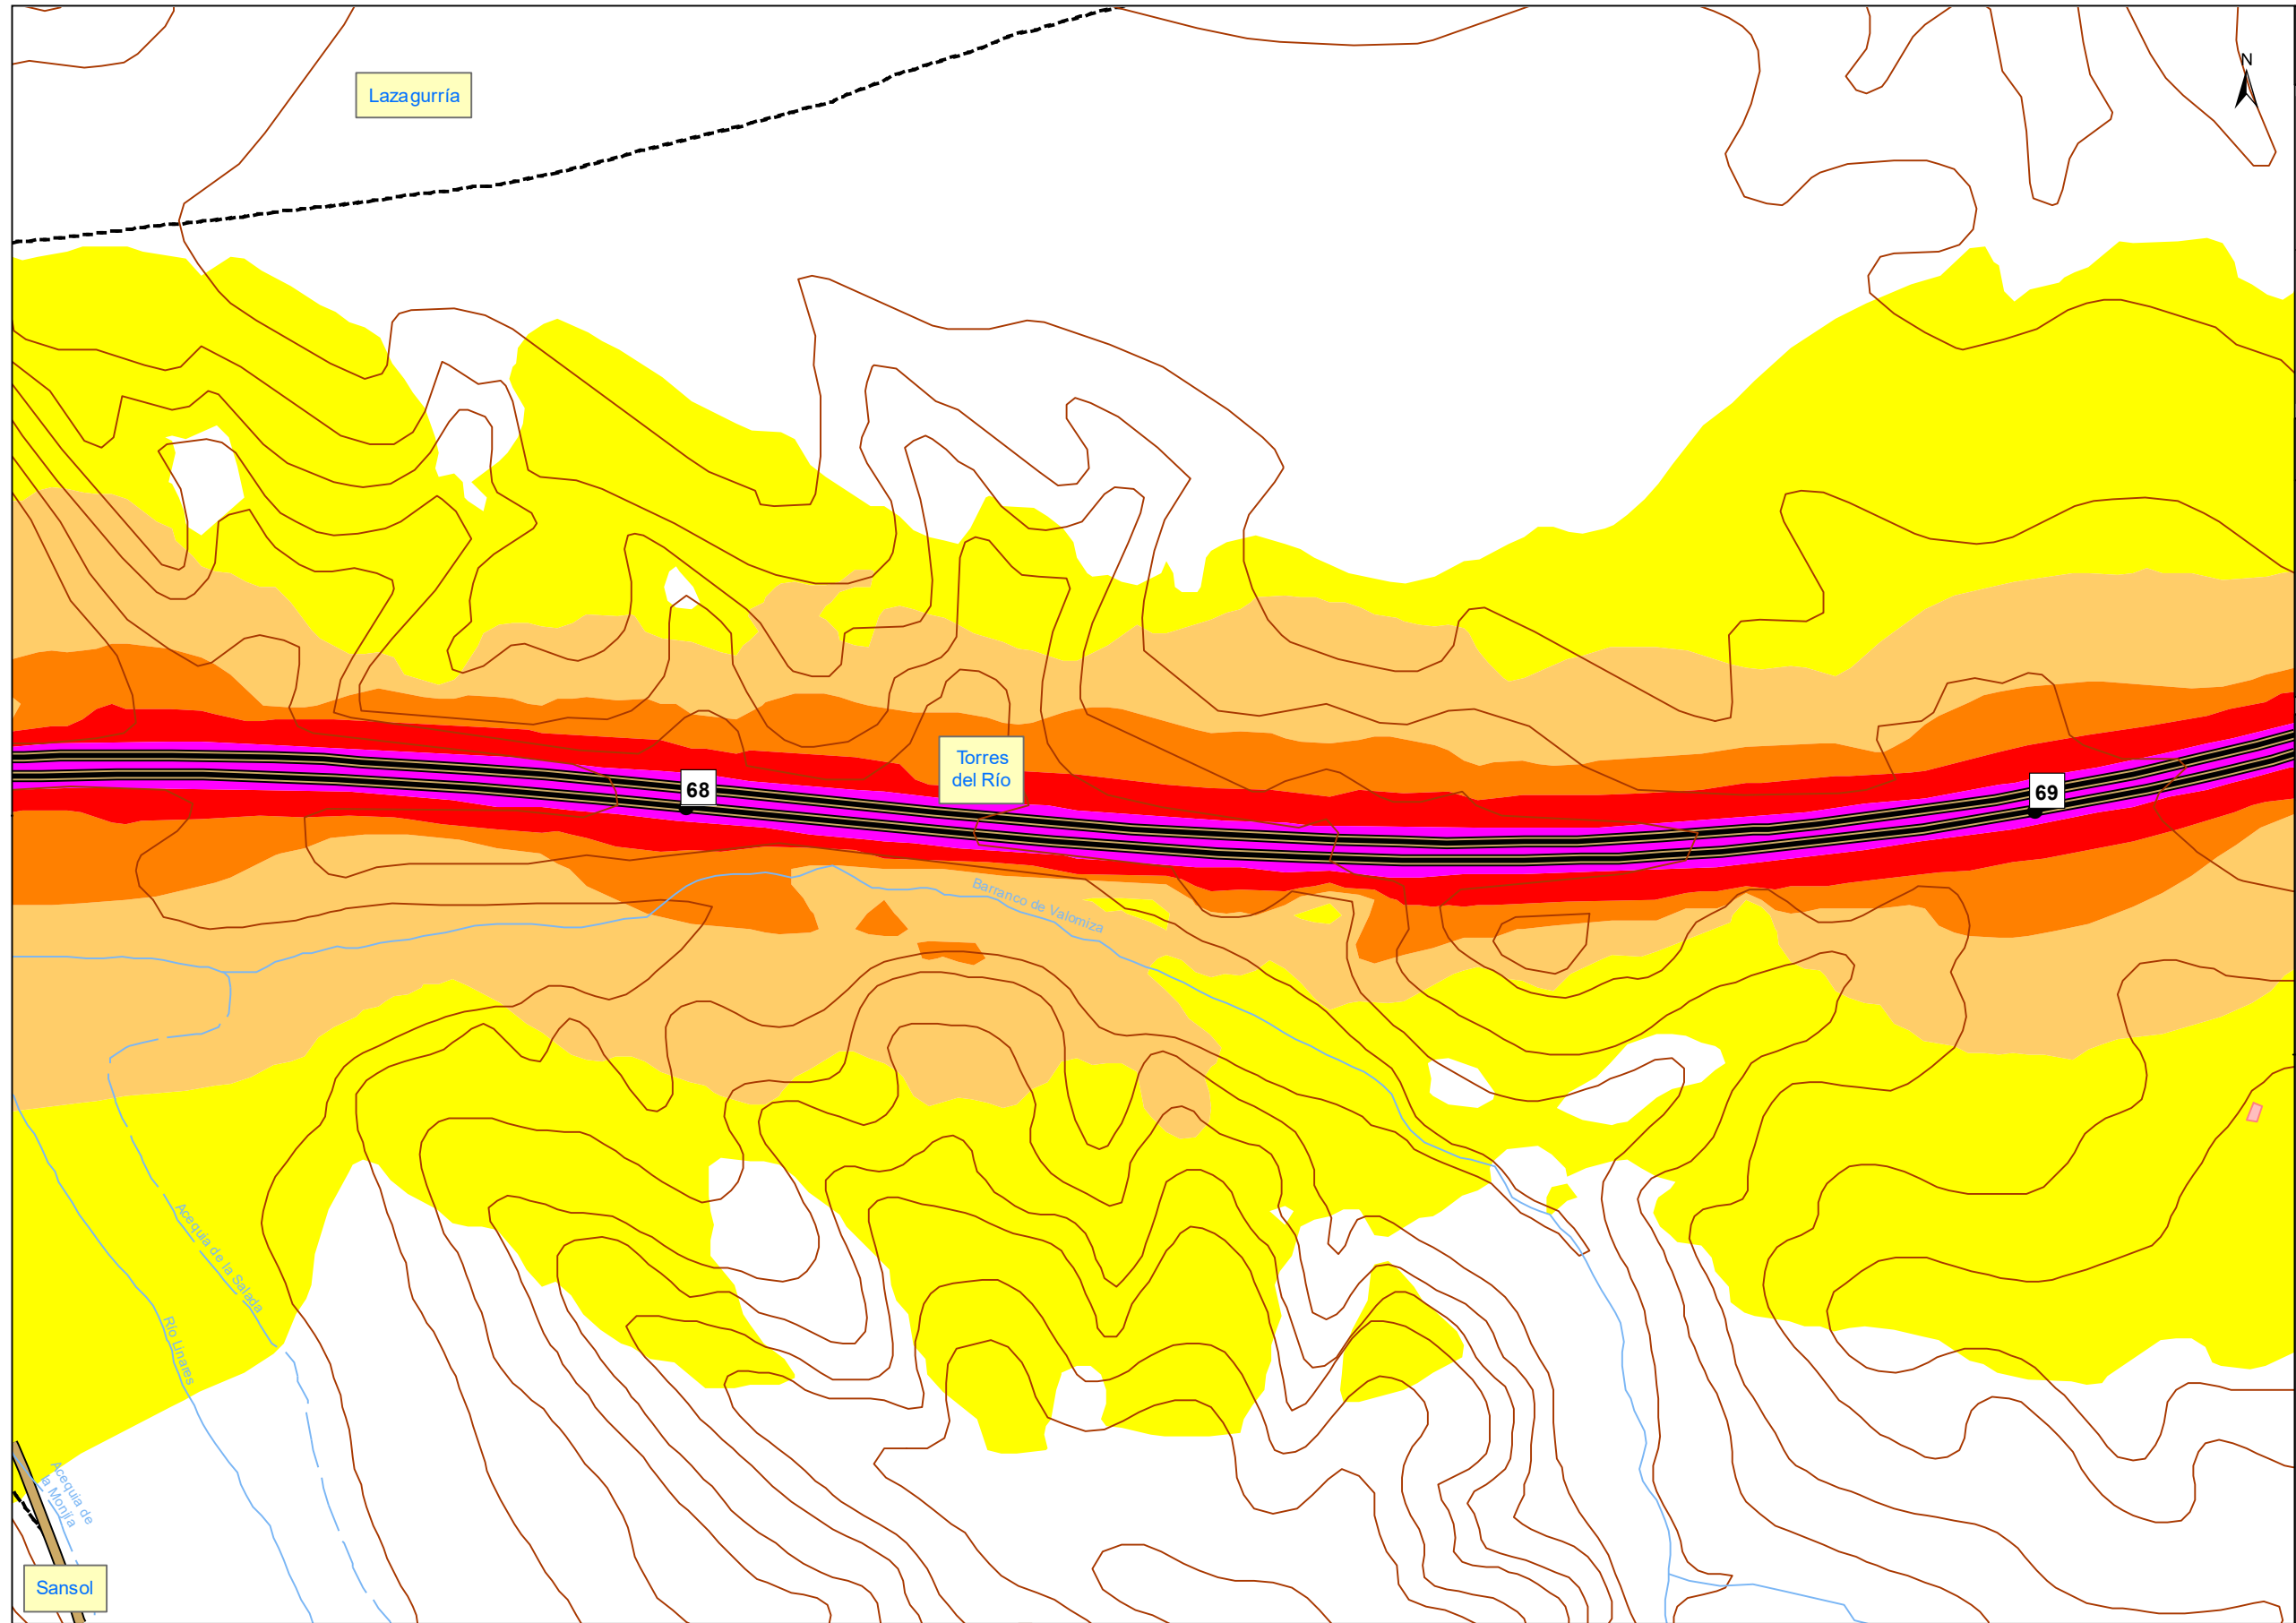 N
Lazagurría
68
Torres
del Río
69
Barranco de Valorniza
Acequia de la Salada
Río Linares
Acequia de
la Monjía
Sansol